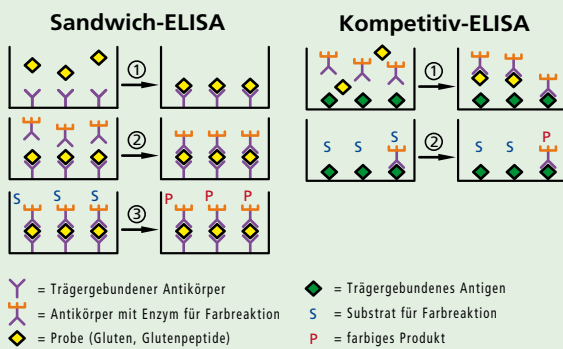 Sandwich-ELISA
1
2
S S S
3
P P P
Kompetitiv-ELISA
1
S S S
2
S S P
= Trägergebundener Antikörper
= Antikörper mit Enzym für Farbreaktion
= Probe (Gluten, Glutenpeptide)
= Trägergebundenes Antigen
S = Substrat für Farbreaktion
P = farbiges Produkt